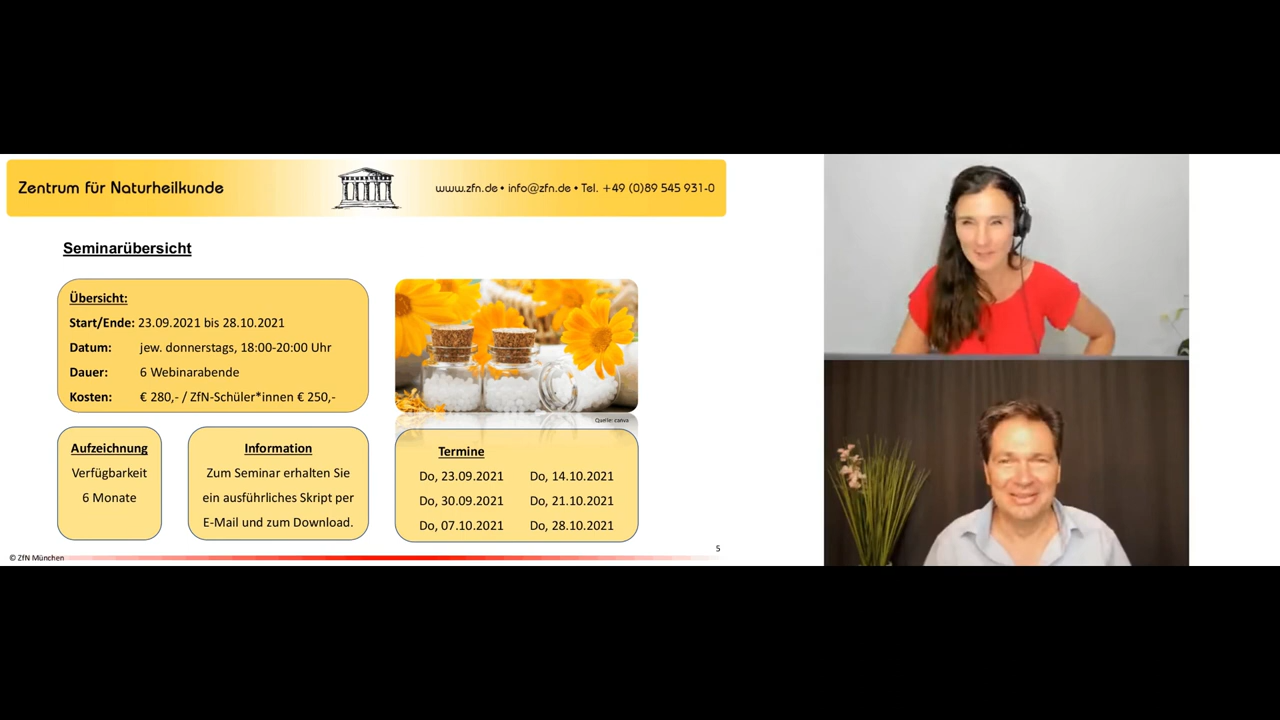 Zentrum für Naturheilkunde
www.zfn.de • info@zfn.de • Tel. +49 (0)89 545 931-0
Seminarübersicht
Übersicht:
Start/Ende: 23.09.2021 bis 28.10.2021
Datum: jew. donnerstags, 18:00-20:00 Uhr
Dauer: 6 Webinarabende
Kosten: € 280,- / ZfN-Schüler*innen € 250,-
Quelle: canva
Aufzeichnung
Verfügbarkeit
6 Monate
Information
Zum Seminar erhalten Sie
ein ausführliches Skript per
E-Mail und zum Download.
Termine
Do, 23.09.2021 Do, 14.10.2021
Do, 30.09.2021 Do, 21.10.2021
Do, 07.10.2021 Do, 28.10.2021
5
© ZfN München